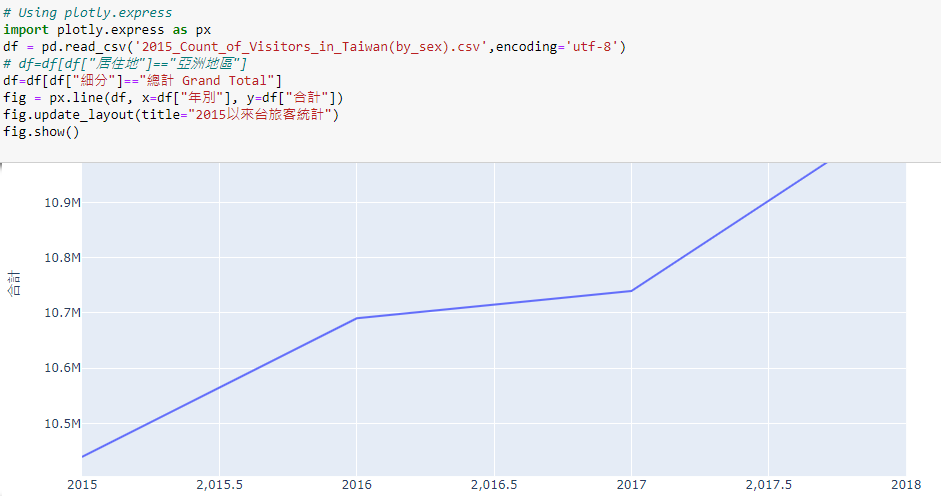 # Using plotly.express
import plotly.express as px
df = pd.read_csv('2015_Count_of_Visitors_in_Taiwan(by_sex).csv',encoding='utf-8')
# df=df[df["居住地"]=="亞洲地區"]
df=df[df["細分"]=="總計 Grand Total"]
fig = px.line(df, x=df["年別"], y=df["合計"])
fig.update_layout(title="2015以來台旅客統計")
fig.show()
10.9M
10.8M
合計
10.7M
10.6M
10.5M
2015 2,015.5 2016 2,016.5 2017 2,017.5 2018